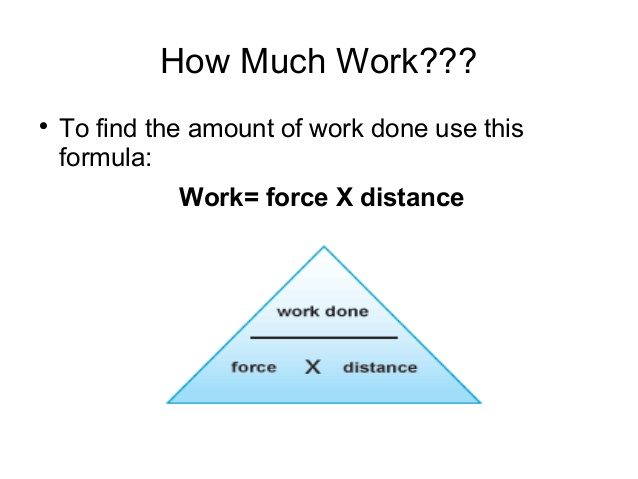 How Much Work???
• To find the amount of work done use this
formula:
Work= force X distance
work done
force X distance